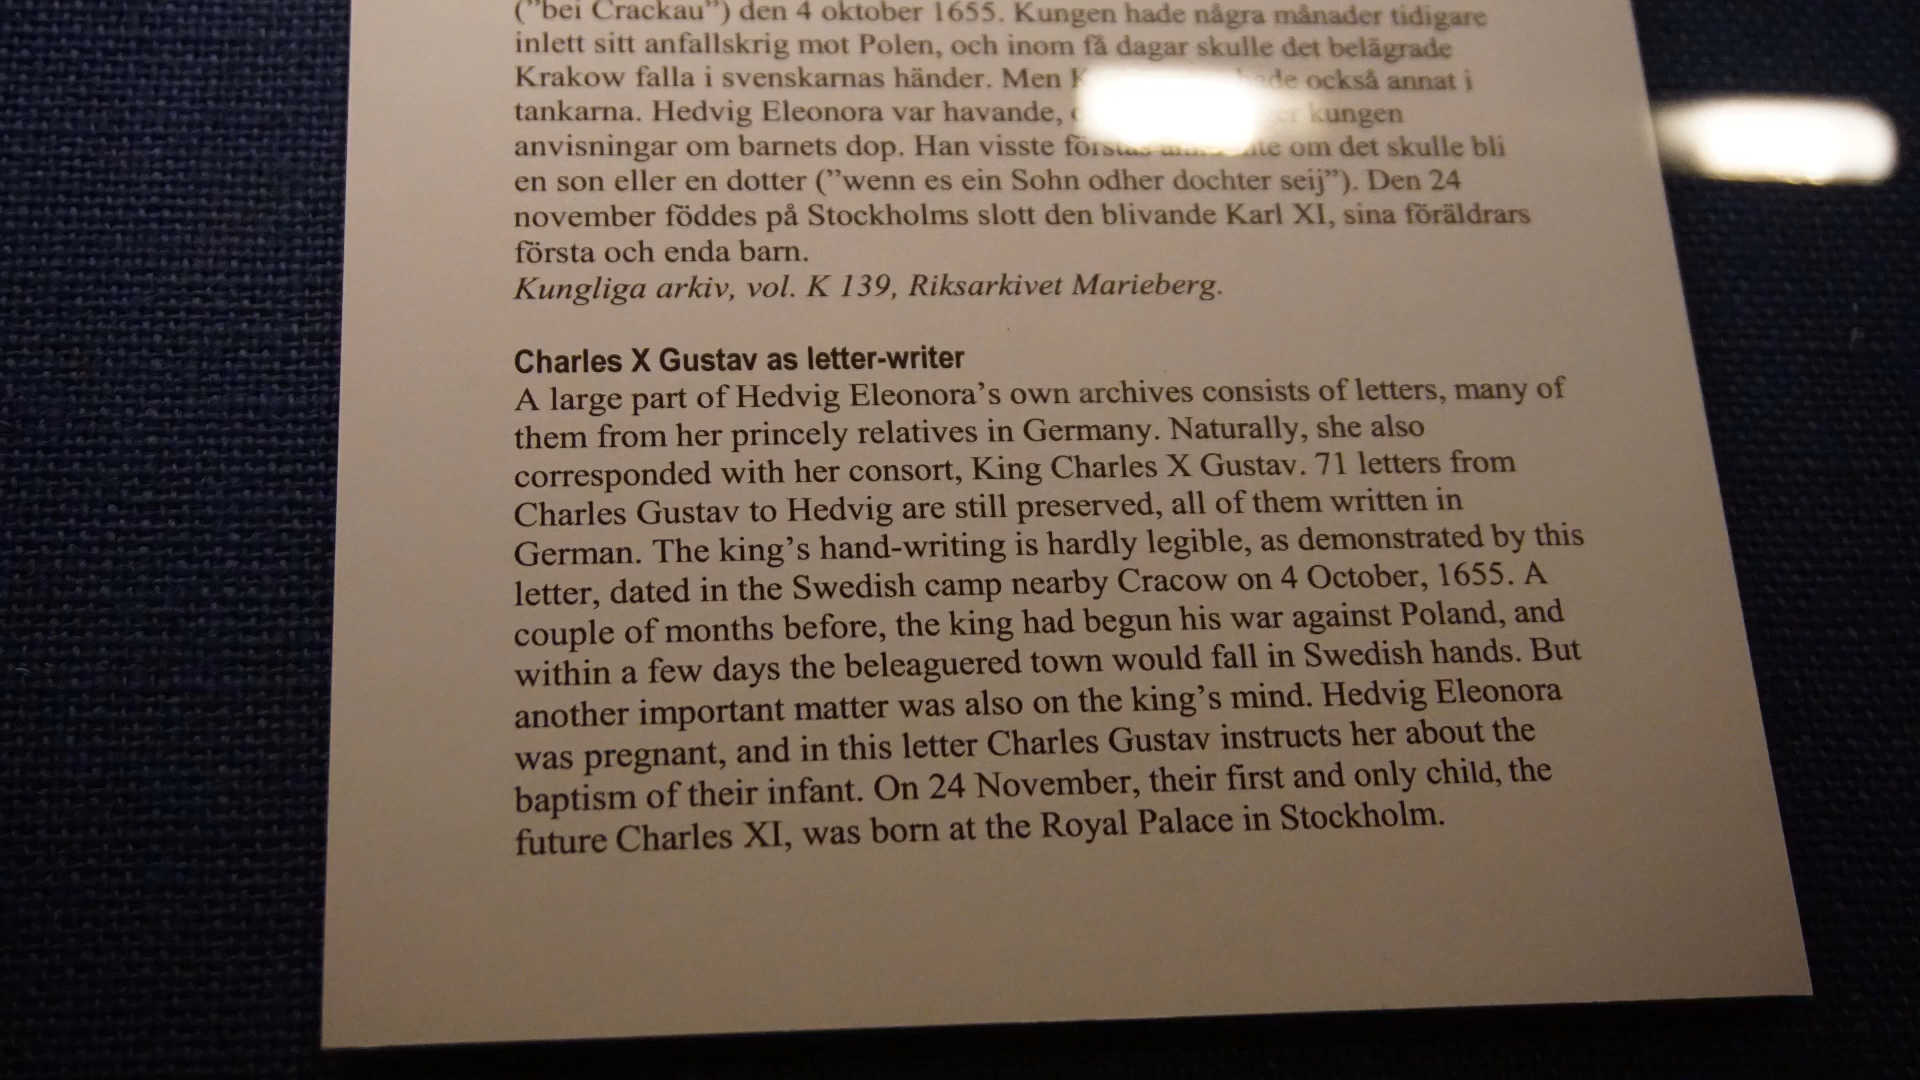 ("bei Crackau") den 4 oktober 1655. Kungen hade några månader tidigare
inlett sitt anfallskrig mot Polen, och inom få dagar skulle det belägrade
Krakow falla i svenskarnas händer. Men också annat i
tankarna. Hedvig Eleonora var havande, kungen
anvisningar om barnets dop. Han visste om det skulle bli
en son eller en dotter ("wenn es ein Sohn odher dochter seij"). Den 24
november föddes på Stockholms slott den blivande Karl XI, sina föräldrars
första och enda barn.
Kungliga arkiv, vol. K 139, Riksarkivet Marieberg.
Charles X Gustav as letter-writer
A large part of Hedvig Eleonora's own archives consists of letters, many of
them from her princely relatives in Germany. Naturally, she also
corresponded with her consort, King Charles X Gustav. 71 letters from
Charles Gustav to Hedvig are still preserved, all of them written in
German. The king's hand-writing is hardly legible, as demonstrated by this
letter, dated in the Swedish camp nearby Cracow on 4 October, 1655. A
couple of months before, the king had begun his war against Poland, and
within a few days the beleaguered town would fall in Swedish hands. But
another important matter was also on the king's mind. Hedvig Eleonora
was pregnant, and in this letter Charles Gustav instructs her about the
baptism of their infant. On 24 November, their first and only child, the
future Charles XI, was born at the Royal Palace in Stockholm.